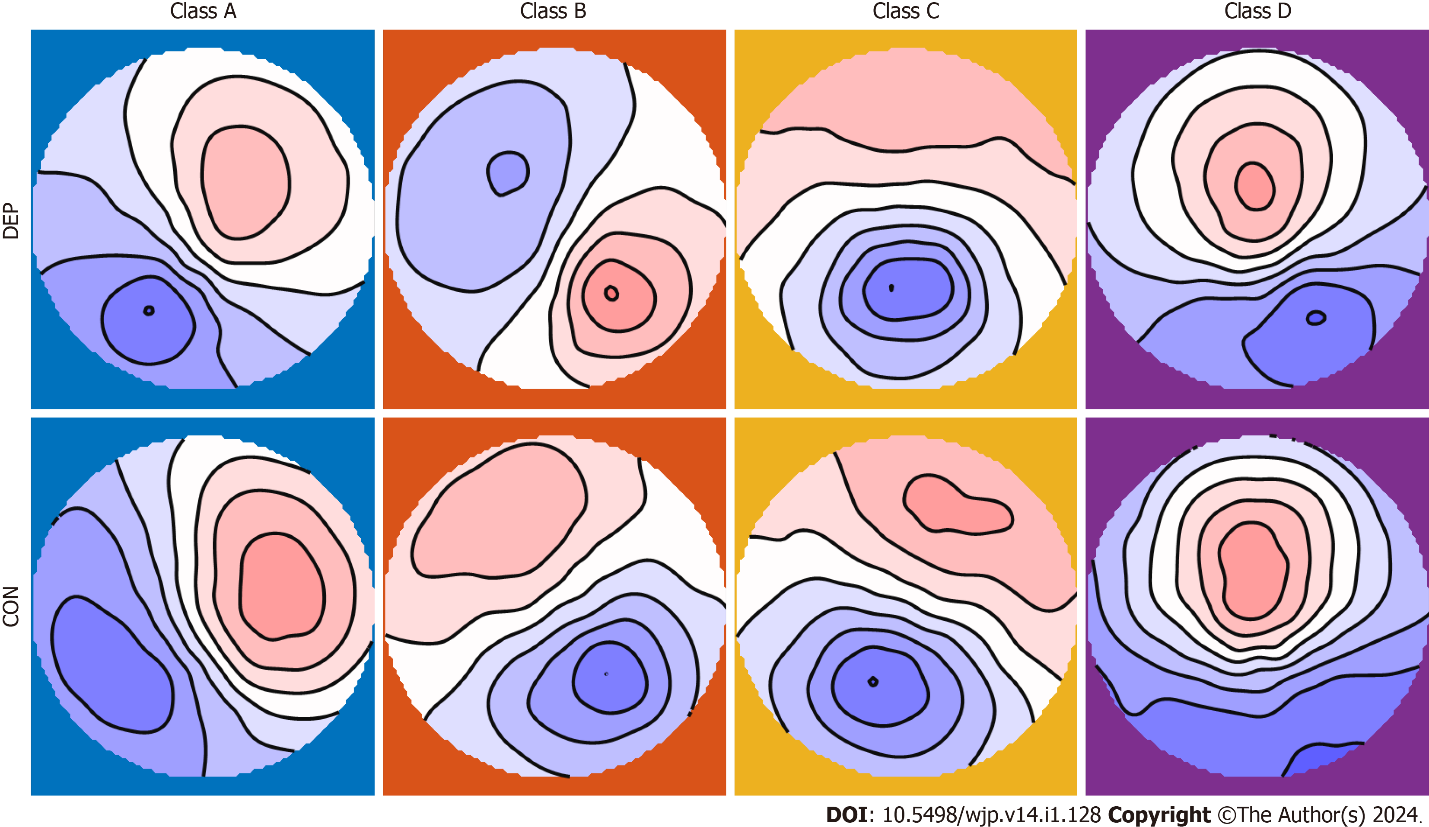 Class A Class B Class C Class D
DEP
CON
DOI: 10.5498/wjp.v14.i1.128 Copyright ©The Author(s) 2024.